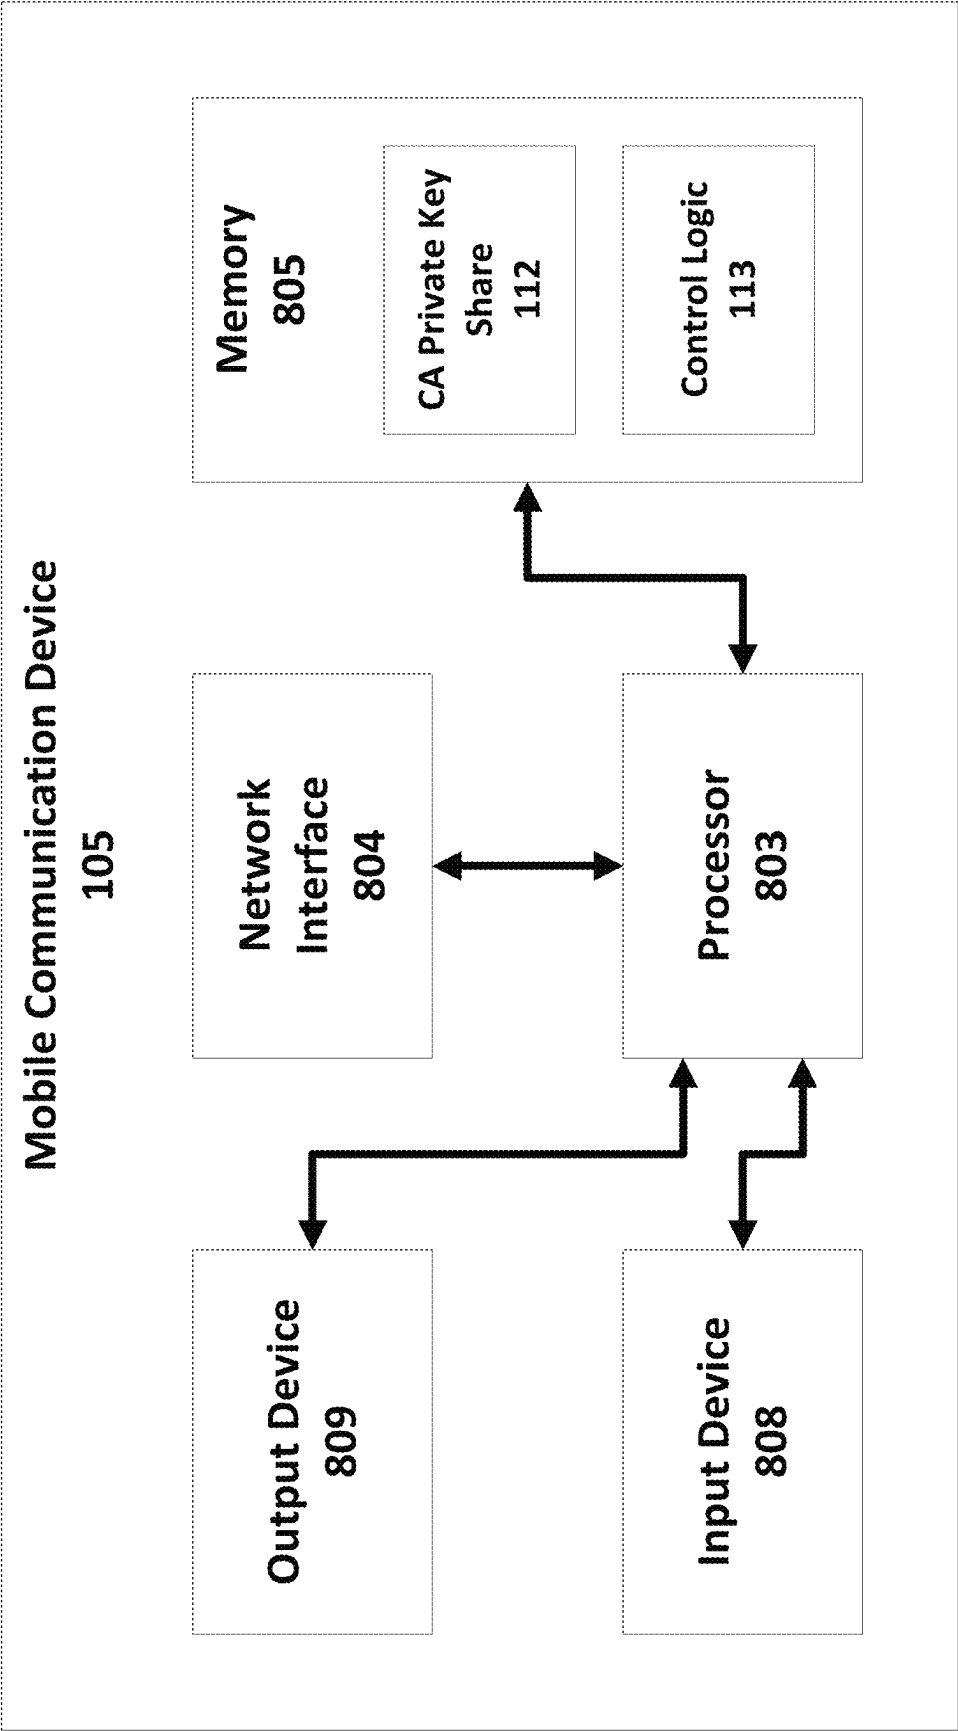 Mobile Communication Device
105
Output Device
809
Network
Interface
804
Memory
805
CA Private Key
Share
112
Control Logic
113
Input Device
808
Processor
803